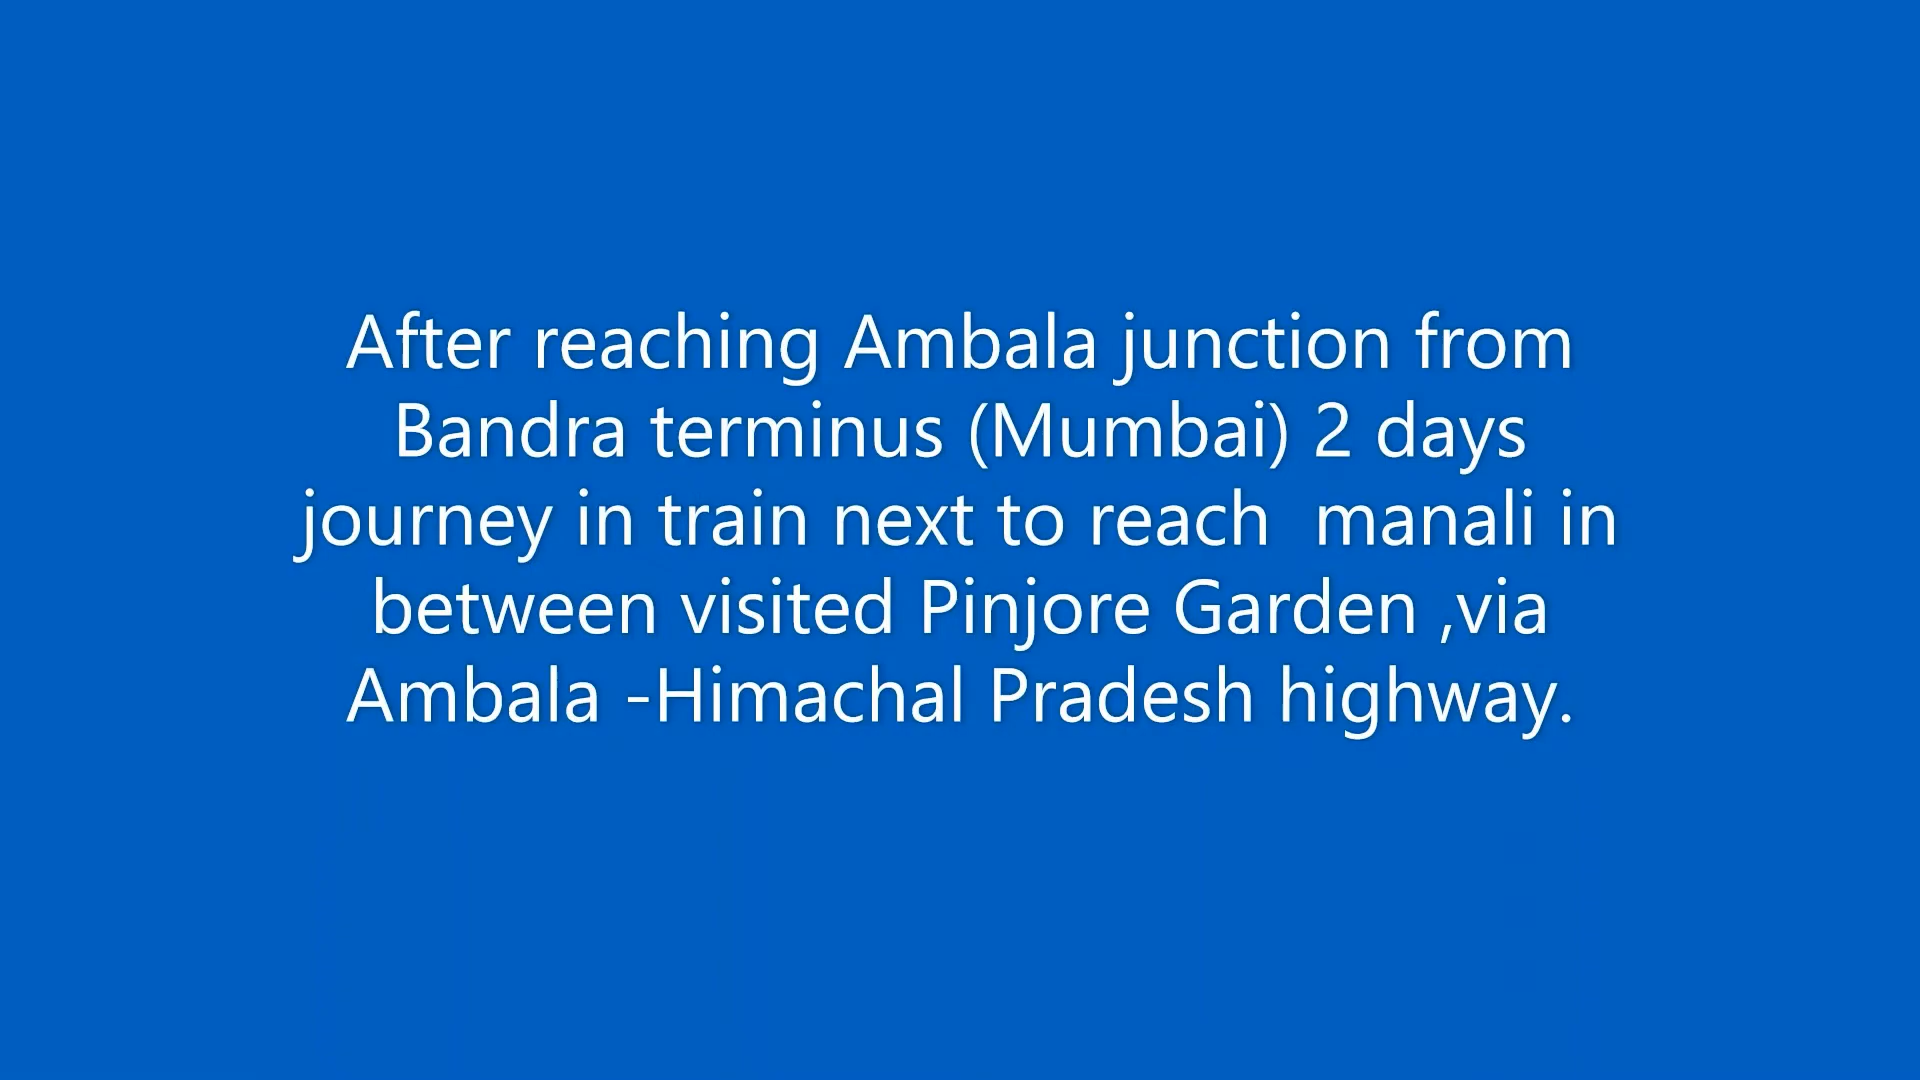 After reaching Ambala junction from
Bandra terminus (Mumbai) 2 days
journey in train next to reach  manali in
between visited Pinjore Garden ,via
Ambala -Himachal Pradesh highway.